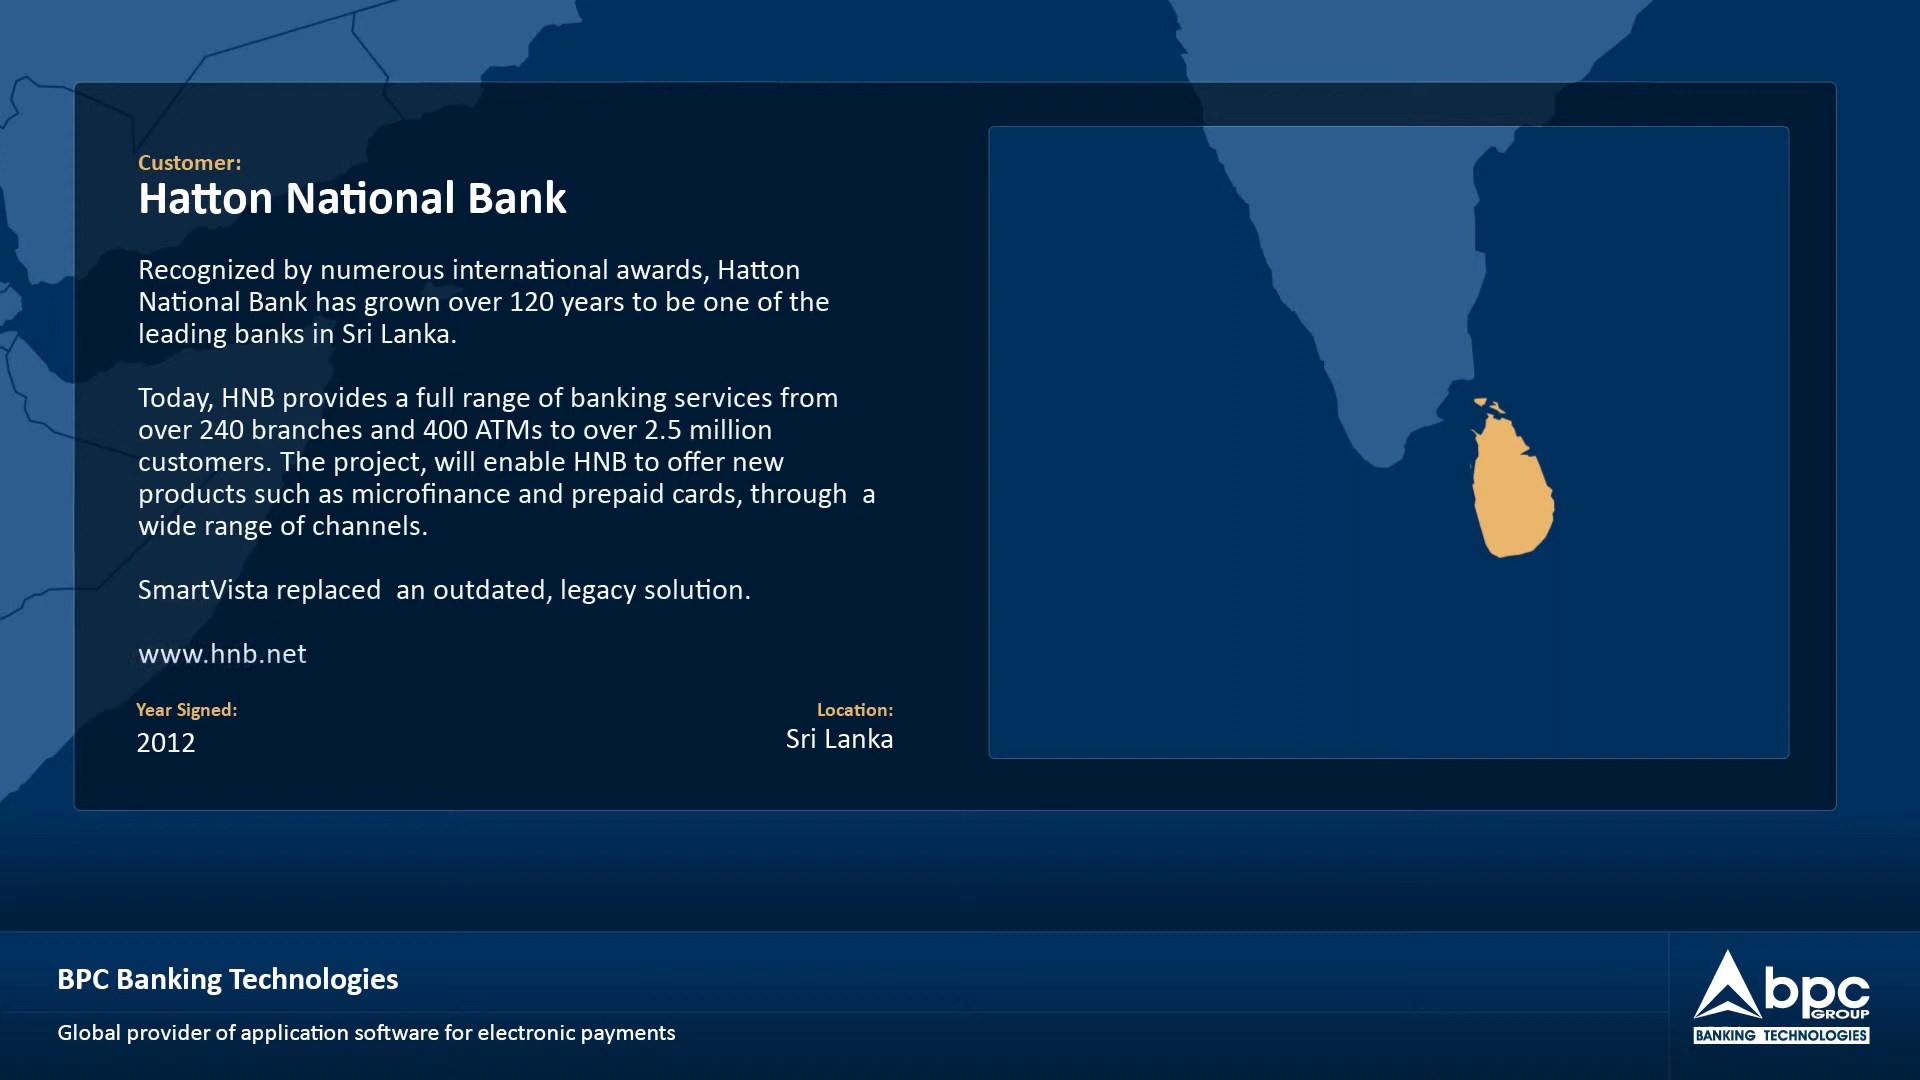 Customer:
Hatton National Bank
Recognized by numerous international awards, Hatton
National Bank has grown over 120 years to be one of the
leading banks in Sri Lanka.
Today, HNB provides a full range of banking services from
over 240 branches and 400 ATMs to over 2.5 million
customers. The project, will enable HNB to offer new
products such as microfinance and prepaid cards, through  a
wide range of channels.
SmartVista replaced  an outdated, legacy solution.
www.hnb.net
Year Signed:
2012
Location:
Sri Lanka
BPC Banking Technologies
Global provider of application software for electronic payments
bpc
GROUP
BANKING TECHNOLOGIES